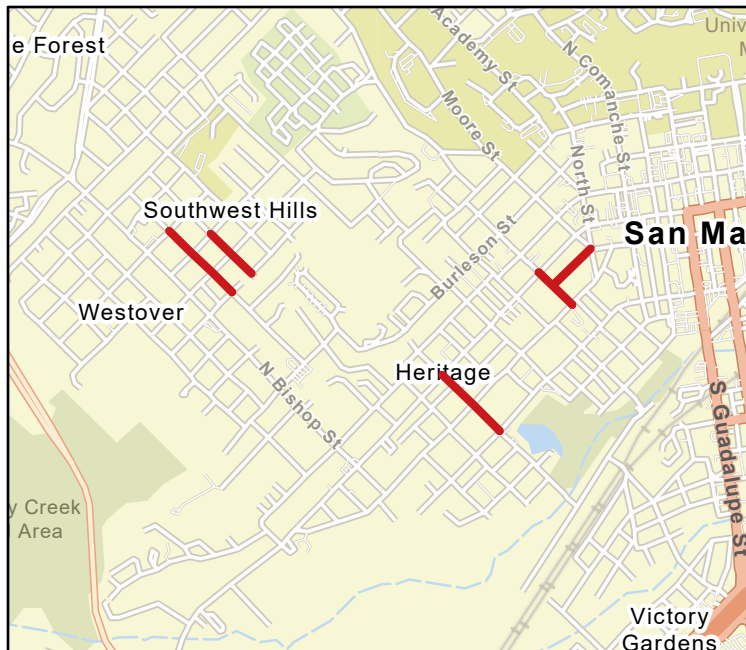 e Forest
Academy St
N Comanche St
Univ
M
Moore St
North St
Southwest Hills
Burleson St
San Ma
Westover
Heritage
N Bishop St
S Guadalupe St
y Creek
Area
Victory
Gardens